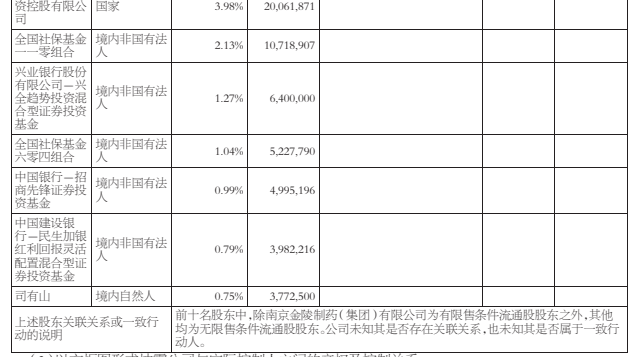 资控股有限公
司
国家
3.98%
20,061,871
全国社保基金
一一零组合
境内非国有法
人
2.13%
10,718,907
兴业银行股份
有限公司－兴
全趋势投资混
合型证券投资
基金
境内非国有法
人
1.27%
6,400,000
全国社保基金
六零四组合
境内非国有法
人
1.04%
5,227,790
中国银行－招
商先锋证券投
资基金
境内非国有法
人
0.99%
4,995,196
中国建设银
行－民生加银
红利回报灵活
配置混合型证
券投资基金
境内非国有法
人
0.79%
3,982,216
司有山
境内自然人
0.75%
3,772,500
上述股东关联关系或一致行
动的说明
前十名股东中，除南京金陵制药（集团）有限公司为有限售条件流通股股东之外，其他
均为无限售条件流通股股东。公司未知其是否存在关联关系，也未知其是否属于一致行
动人。